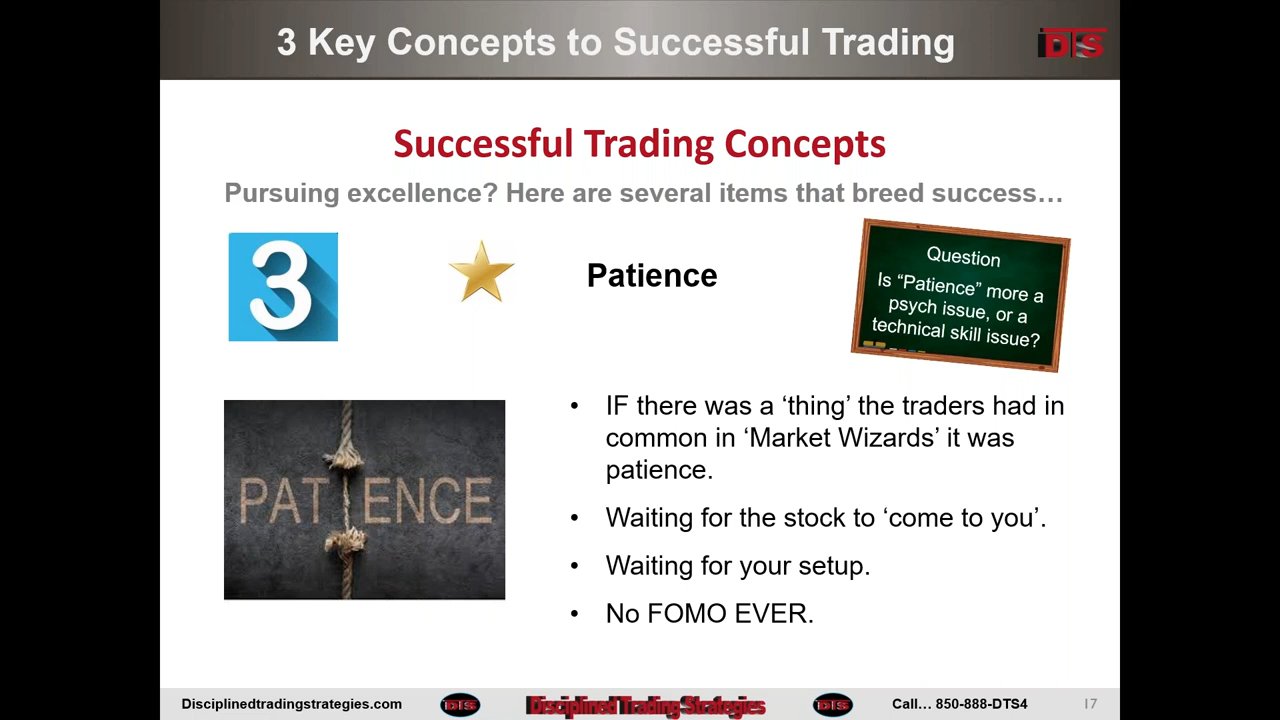 3 Key Concepts to Successful Trading
DTS
Successful Trading Concepts
Pursuing excellence? Here are several items that breed success…
3
Patience
Question
Is “Patience” more a
psych issue, or a
technical skill issue?
PATIENCE
• IF there was a ‘thing’ the traders had in
common in ‘Market Wizards’ it was
patience.
• Waiting for the stock to ‘come to you’.
• Waiting for your setup.
• No FOMO EVER.
Disciplinedtradingstrategies.com
DTS
Disciplined Trading Strategies
DTS
Call… 850-888-DTS4
17